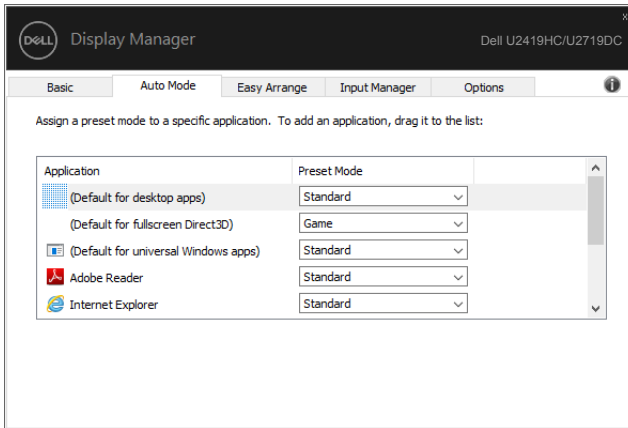 x
DELL Display Manager Dell U2419HC/U2719DC
Basic Auto Mode Easy Arrange Input Manager Options i
Assign a preset mode to a specific application. To add an application, drag it to the list:
Application Preset Mode
(Default for desktop apps) Standard
(Default for fullscreen Direct3D) Game
(Default for universal Windows apps) Standard
Adobe Reader Standard
Internet Explorer Standard